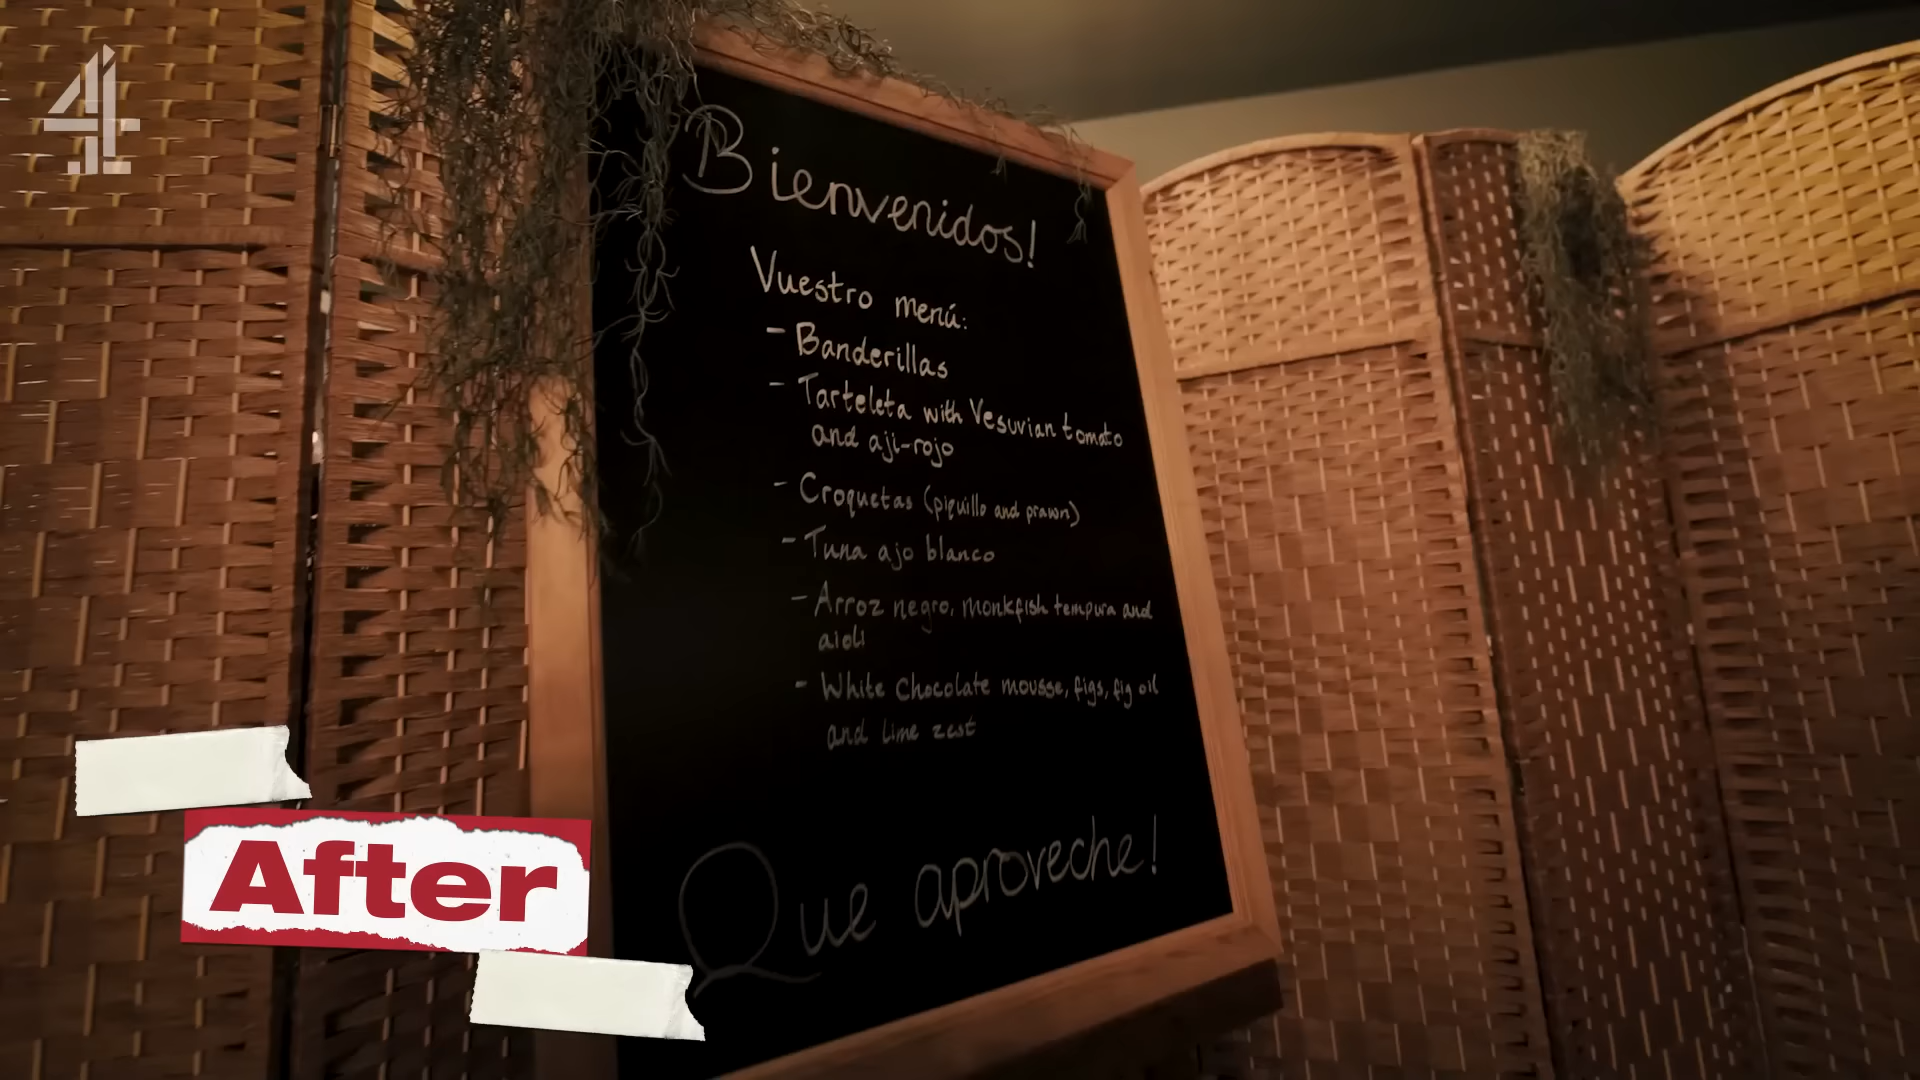 4
Bienvenidos!
Vuestro menú:
- Banderillas
- Tarteleta with Vesuvian tomato
and aji-rojo
- Croquetas (piquillo and prawn)
- Tuna ajo blanco
- Arroz negro, monkfish tempura and
aioli
- White Chocolate mousse, figs, fig oil
and lime zest
Que aproveche!
After